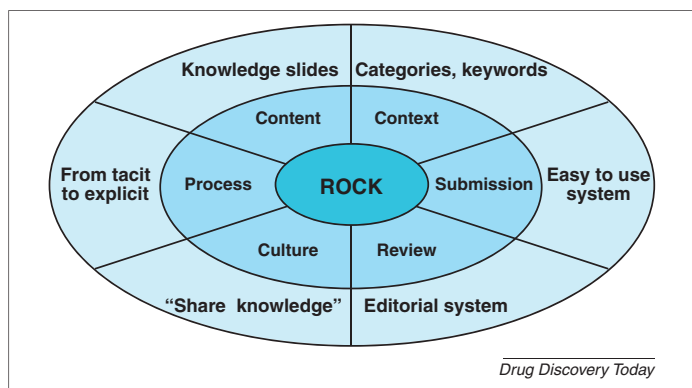 Knowledge slides
Categories, keywords
Content
Context
From tacit
to explicit
Process
ROCK
Submission
Easy to use
system
Culture
Review
“Share knowledge”
Editorial system
Drug Discovery Today